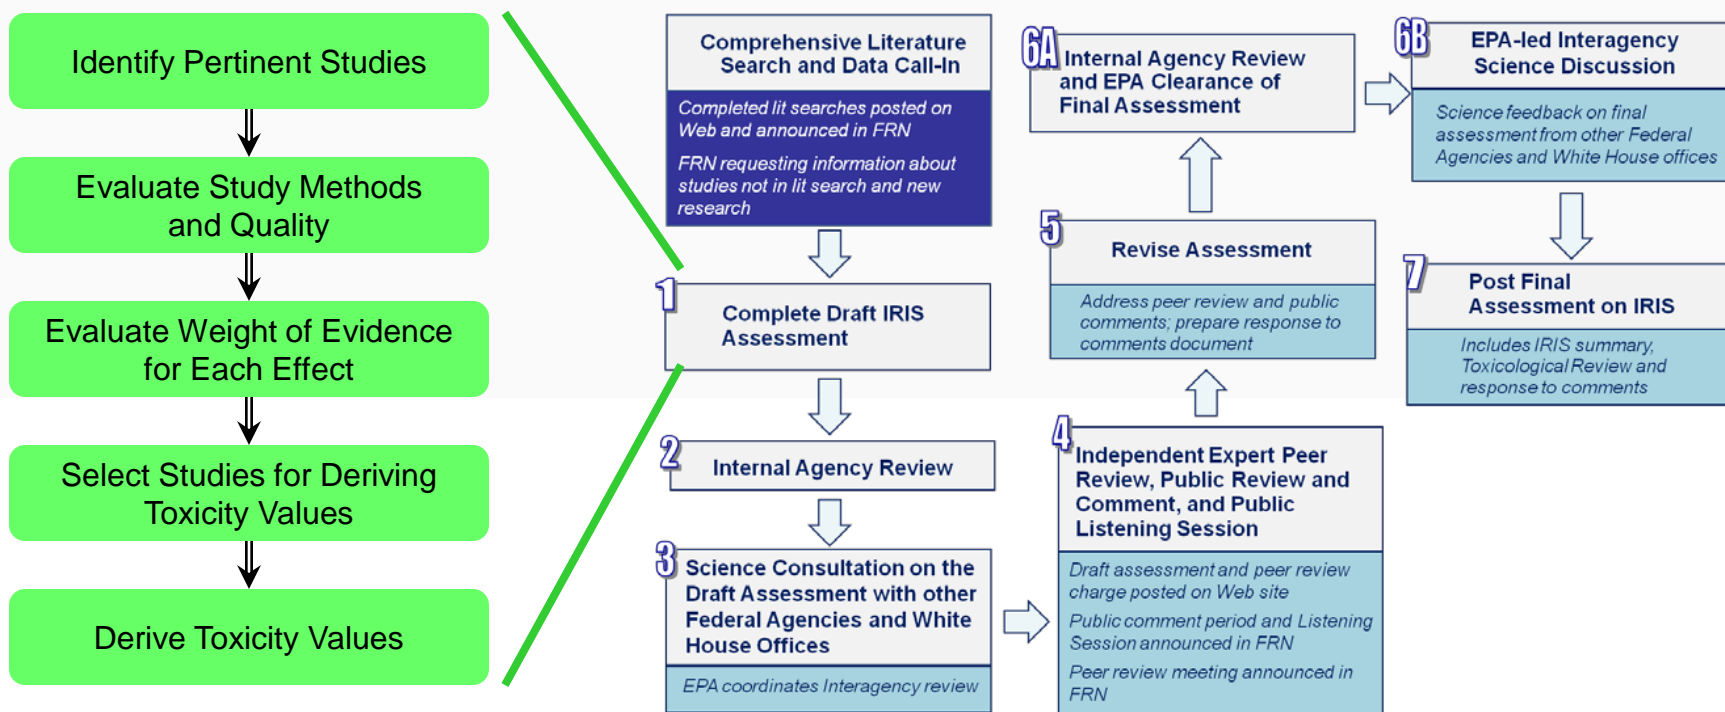 Identify Pertinent Studies
Evaluate Study Methods
and Quality
Evaluate Weight of Evidence
for Each Effect
Select Studies for Deriving
Toxicity Values
Derive Toxicity Values
Comprehensive Literature
Search and Data Call-In
Completed lit searches posted on
Web and announced in FRN
FRN requesting information about
studies not in lit search and new
research
1
Complete Draft IRIS
Assessment
2
Internal Agency Review
3
Science Consultation on the
Draft Assessment with other
Federal Agencies and White
House Offices
EPA coordinates Interagency review
4
Independent Expert Peer
Review, Public Review and
Comment, and Public
Listening Session
Draft assessment and peer review
charge posted on Web site
Public comment period and Listening
Session announced in FRN
Peer review meeting announced in
FRN
5
Revise Assessment
Address peer review and public
comments; prepare response to
comments document
6A
Internal Agency Review
and EPA Clearance of
Final Assessment
6B
EPA-led Interagency
Science Discussion
Science feedback on final
assessment from other Federal
Agencies and White House offices
7
Post Final
Assessment on IRIS
Includes IRIS summary,
Toxicological Review and
response to comments